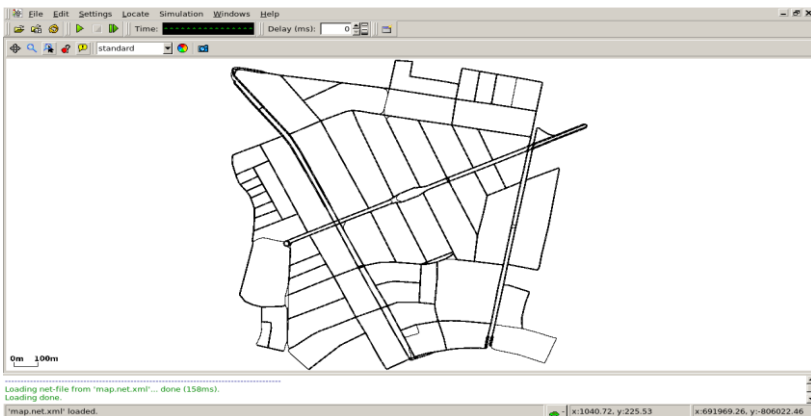 File Edit Settings Locate Simulation Windows Help
Time: Delay (ms): 0
standard
0m 100m
Loading net-file from 'map.net.xml'... done (158ms).
Loading done.
'map.net.xml' loaded. x:1040.72, y:225.53 x:691969.26, y:-806022.46